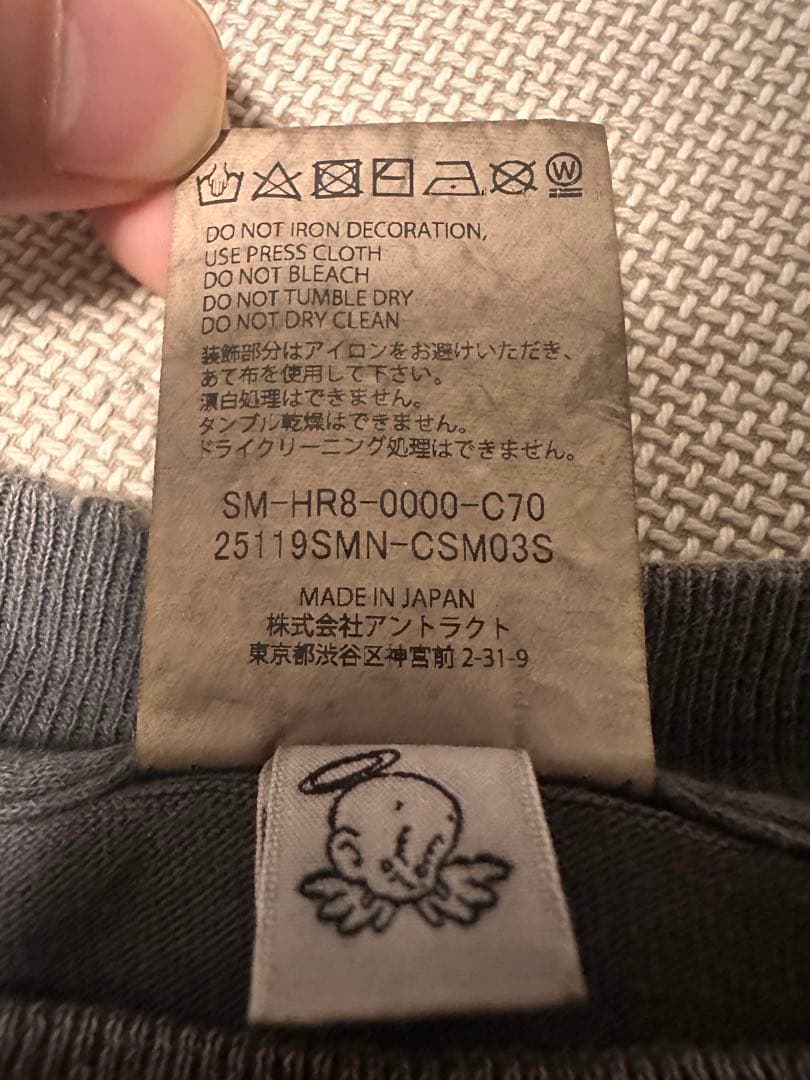 W
DO NOT IRON DECORATION,
USE PRESS CLOTH
DO NOT BLEACH
DO NOT TUMBLE DRY
DO NOT DRY CLEAN
装飾部分はアイロンをお避けいただき、
あて布を使用して下さい。
漂白処理はできません。
タンブル乾燥はできません。
ドライクリーニング処理はできません。
SM-HR8-0000-C70
25119SMN-CSM03S
MADE IN JAPAN
株式会社アントラクト
東京都渋谷区神宮前 2-31-9